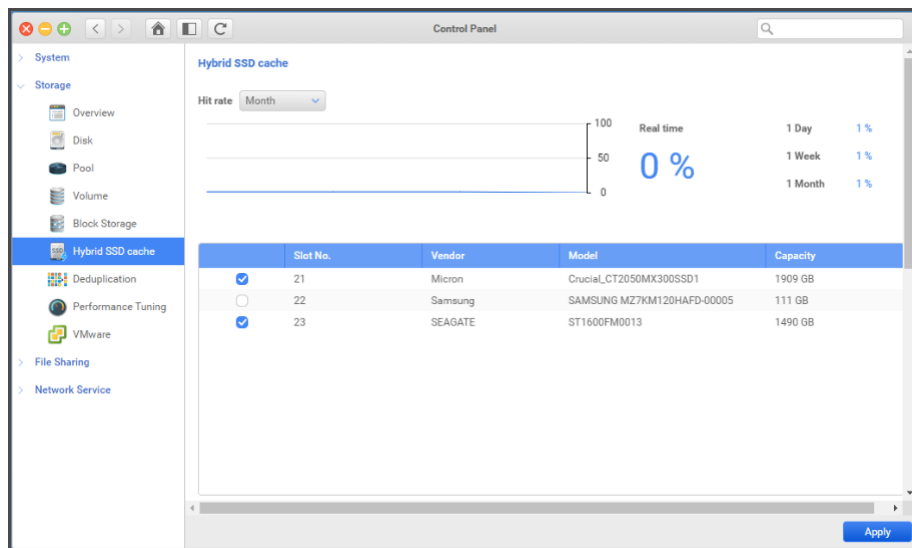 Control Panel
System
Storage
Overview
Disk
Pool
Volume
Block Storage
Hybrid SSD cache
Deduplication
Performance Tuning
VMware
File Sharing
Network Service
Hybrid SSD cache
Hit rate Month
100
50
0
Real time
0 %
1 Day 1 %
1 Week 1 %
1 Month 1 %
Slot No. Vendor Model Capacity
21 Micron Crucial_CT2050MX300SSD1 1909 GB
22 Samsung SAMSUNG MZ7KM120HAFD-00005 111 GB
23 SEAGATE ST1600FM0013 1490 GB
Apply